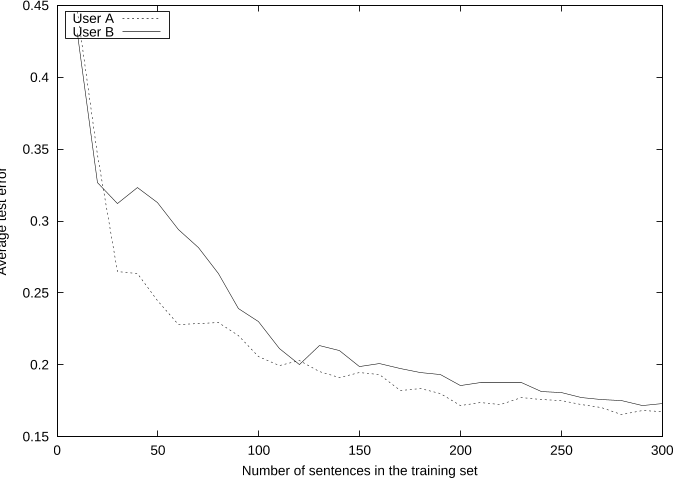 0.45
User A
User B
0.4
0.35
0.3
0.25
0.2
0.15
Average test error
0 50 100 150 200 250 300
Number of sentences in the training set